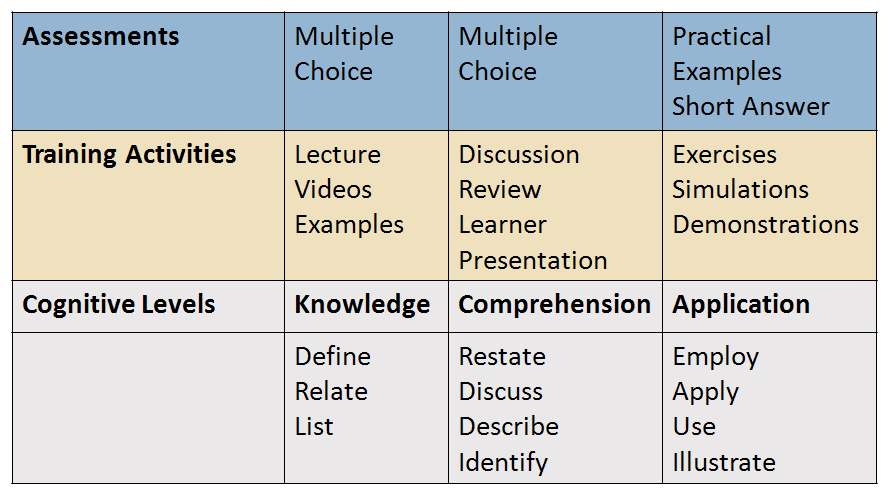 Assessments
Multiple
Choice
Multiple
Choice
Practical
Examples
Short Answer
Training Activities
Lecture
Videos
Examples
Discussion
Review
Learner
Presentation
Exercises
Simulations
Demonstrations
Cognitive Levels
Knowledge
Comprehension
Application
Define
Relate
List
Restate
Discuss
Describe
Identify
Employ
Apply
Use
Illustrate